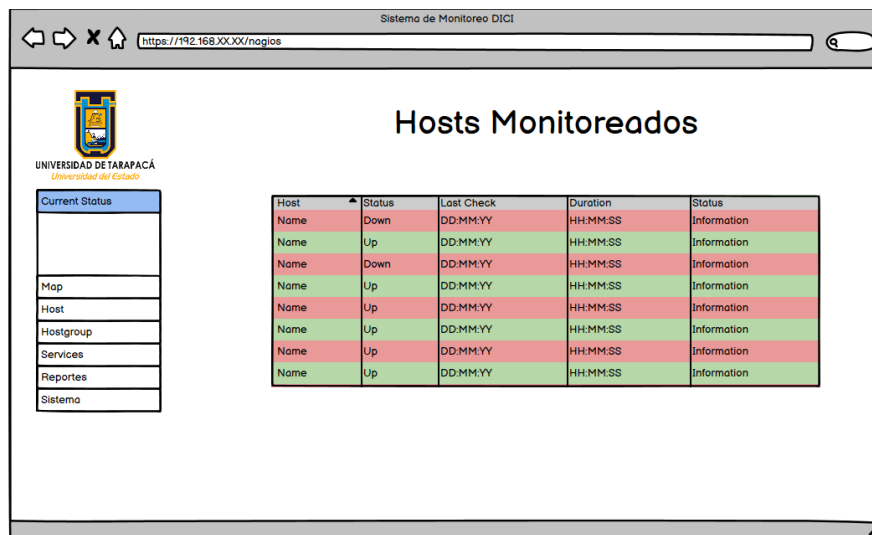 Sistema de Monitoreo DICI
https://192.168.XX.XX/nagios
Hosts Monitoreados
UNIVERSIDAD DE TARAPACÁ
Universidad del Estado
Current Status
Map
Host
Hostgroup
Services
Reportes
Sistema
Host Status Last Check Duration Status
Name Down DD:MM:YY HH:MM:SS Information
Name Up DD:MM:YY HH:MM:SS Information
Name Down DD:MM:YY HH:MM:SS Information
Name Up DD:MM:YY HH:MM:SS Information
Name Up DD:MM:YY HH:MM:SS Information
Name Up DD:MM:YY HH:MM:SS Information
Name Up DD:MM:YY HH:MM:SS Information
Name Up DD:MM:YY HH:MM:SS Information